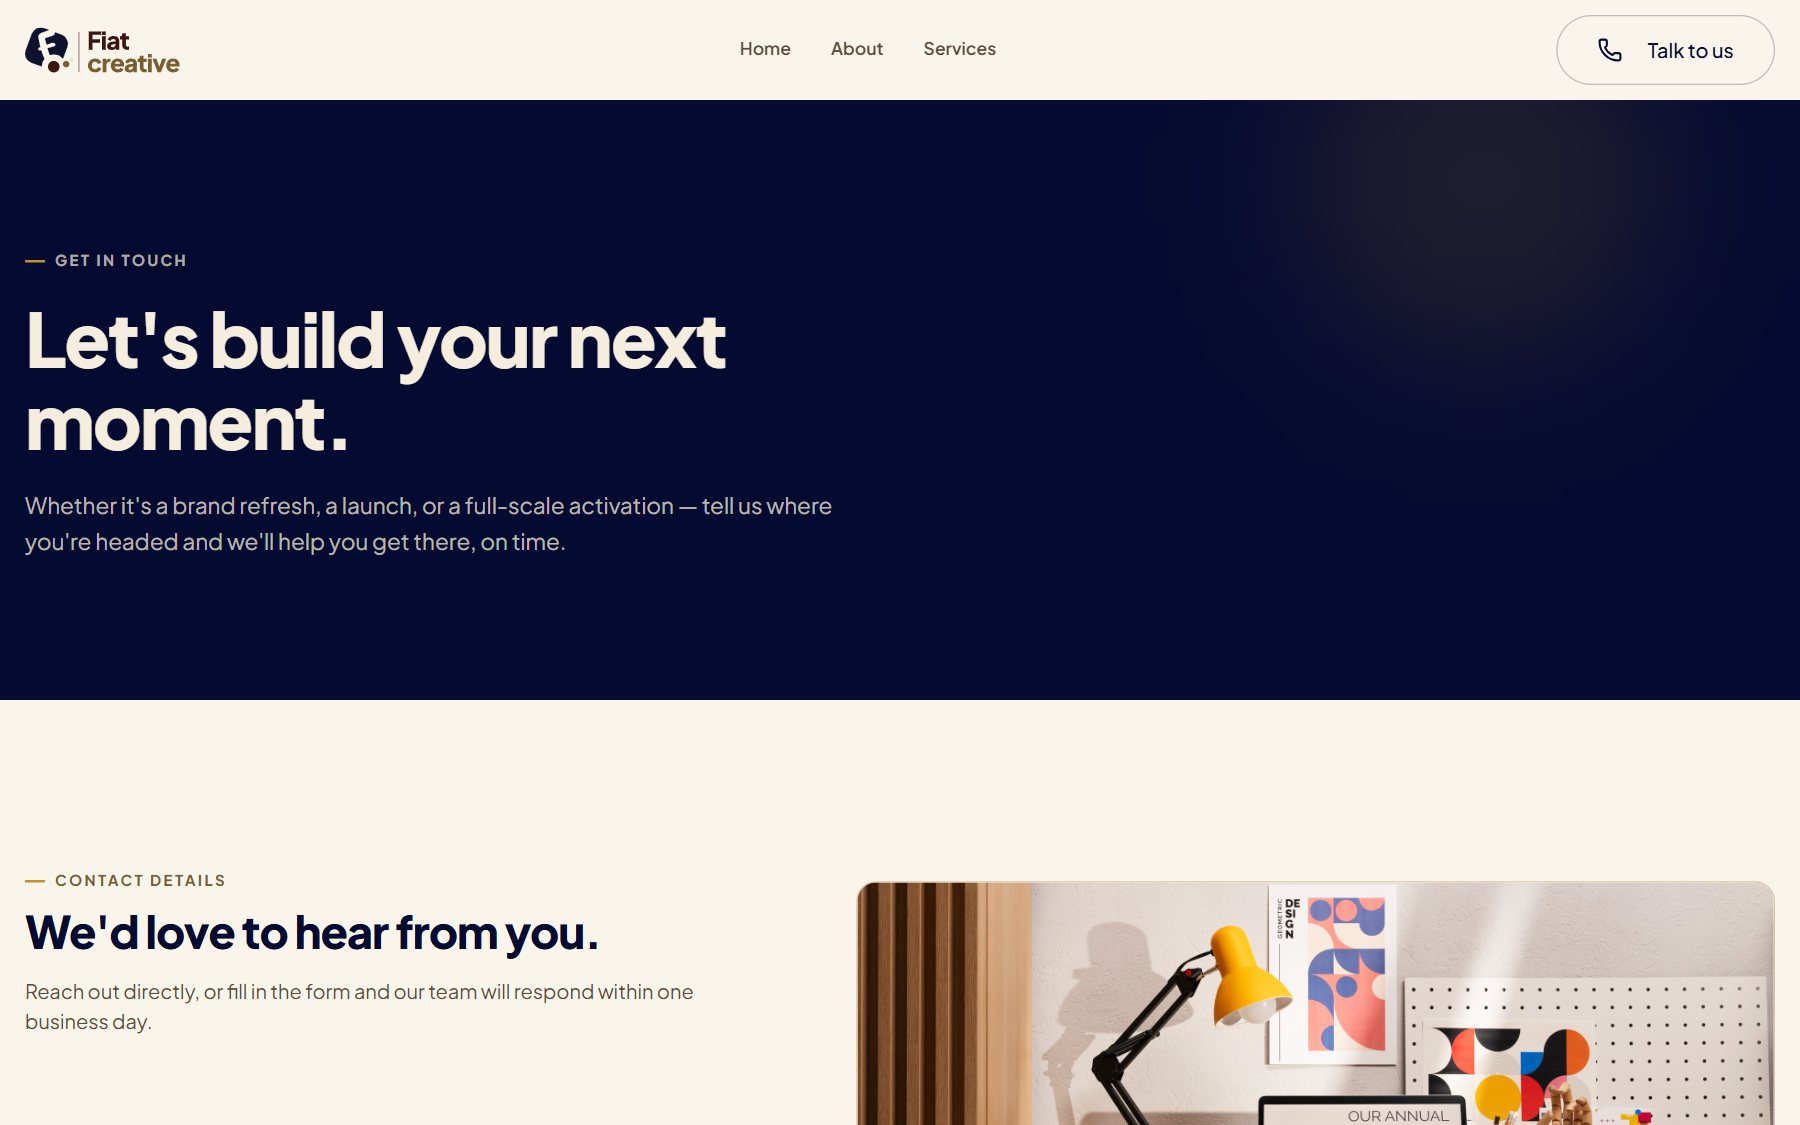 Fiat
creative
Home
About
Services
Talk to us
GET IN TOUCH
Let's build your next
moment.
Whether it's a brand refresh, a launch, or a full-scale activation — tell us where
you're headed and we'll help you get there, on time.
CONTACT DETAILS
We'd love to hear from you.
Reach out directly, or fill in the form and our team will respond within one
business day.
GEOMETRIC
DE
SI
G
N
OUR ANNUAL